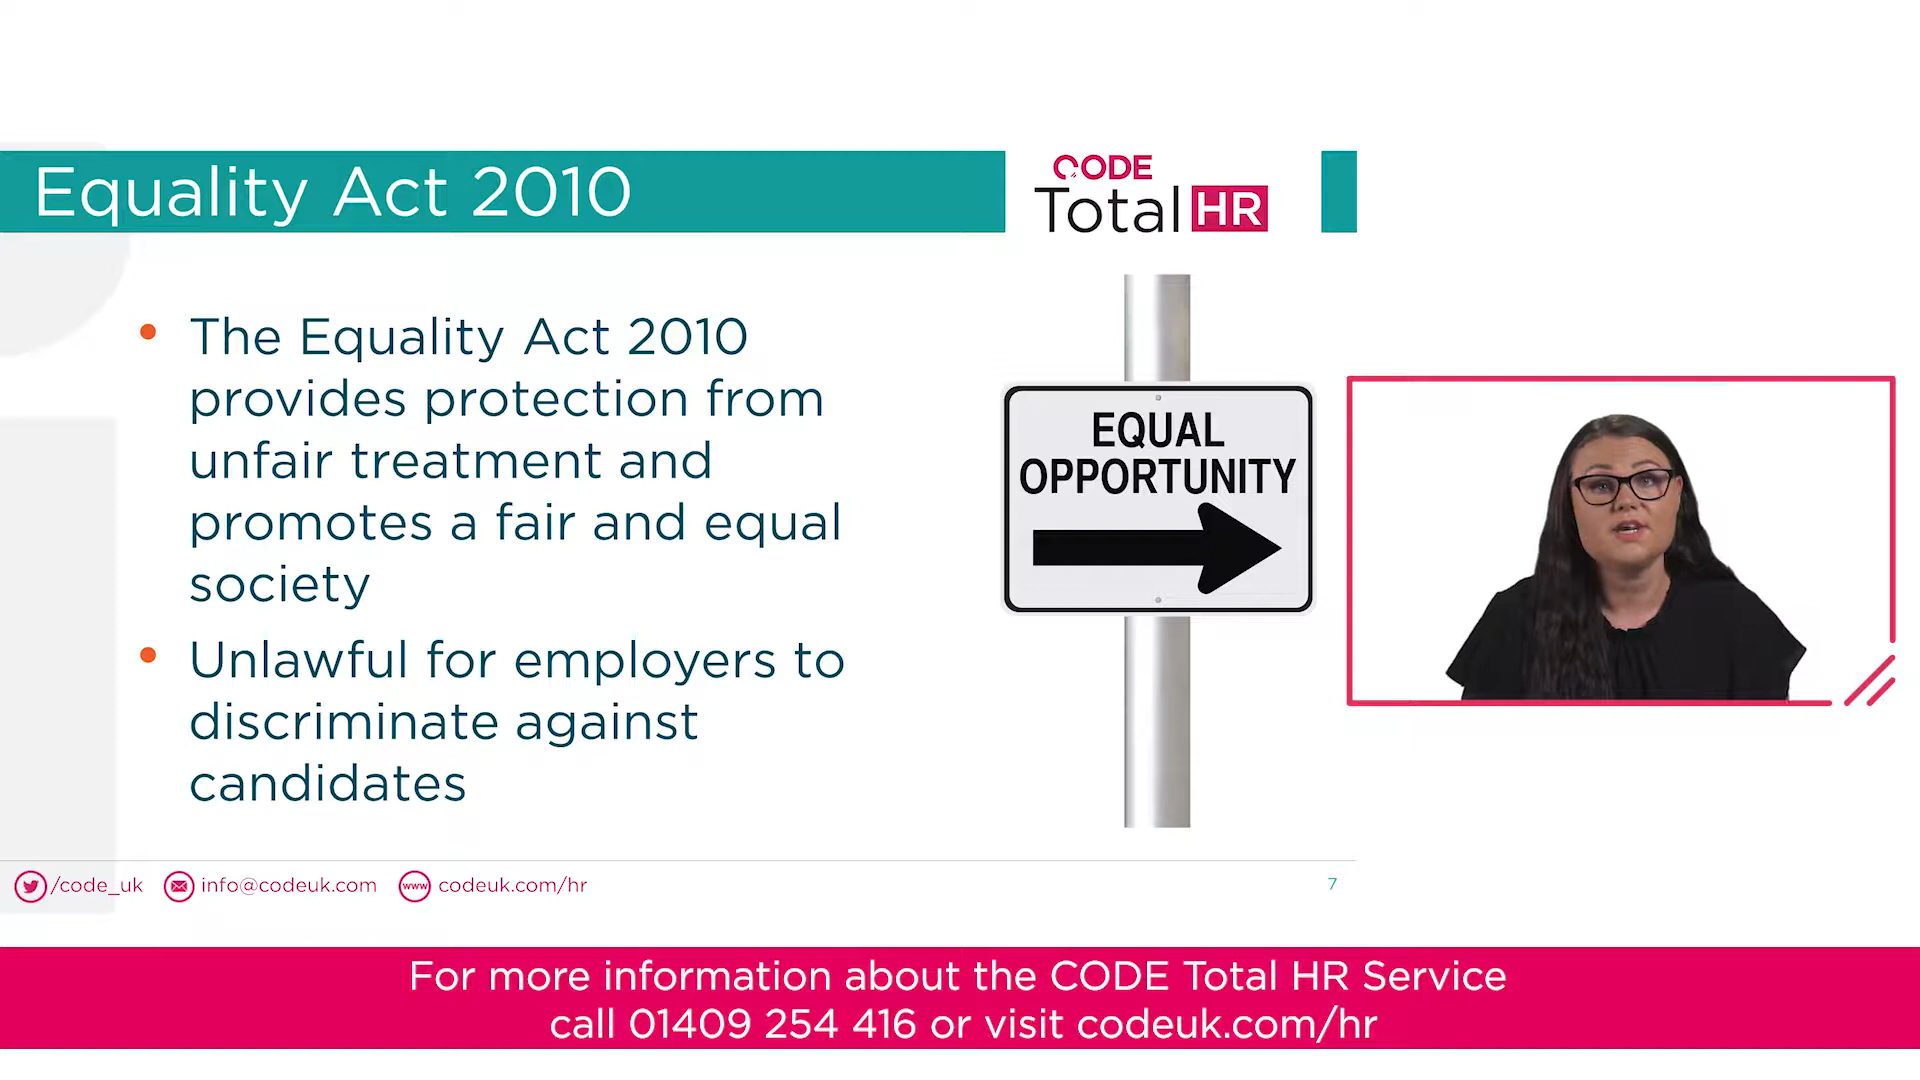 Equality Act 2010
CODE
Total HR
• The Equality Act 2010
provides protection from
unfair treatment and
promotes a fair and equal
society
• Unlawful for employers to
discriminate against
candidates
EQUAL
OPPORTUNITY
/code_uk
info@codeuk.com
www
codeuk.com/hr
7
For more information about the CODE Total HR Service
call 01409 254 416 or visit codeuk.com/hr